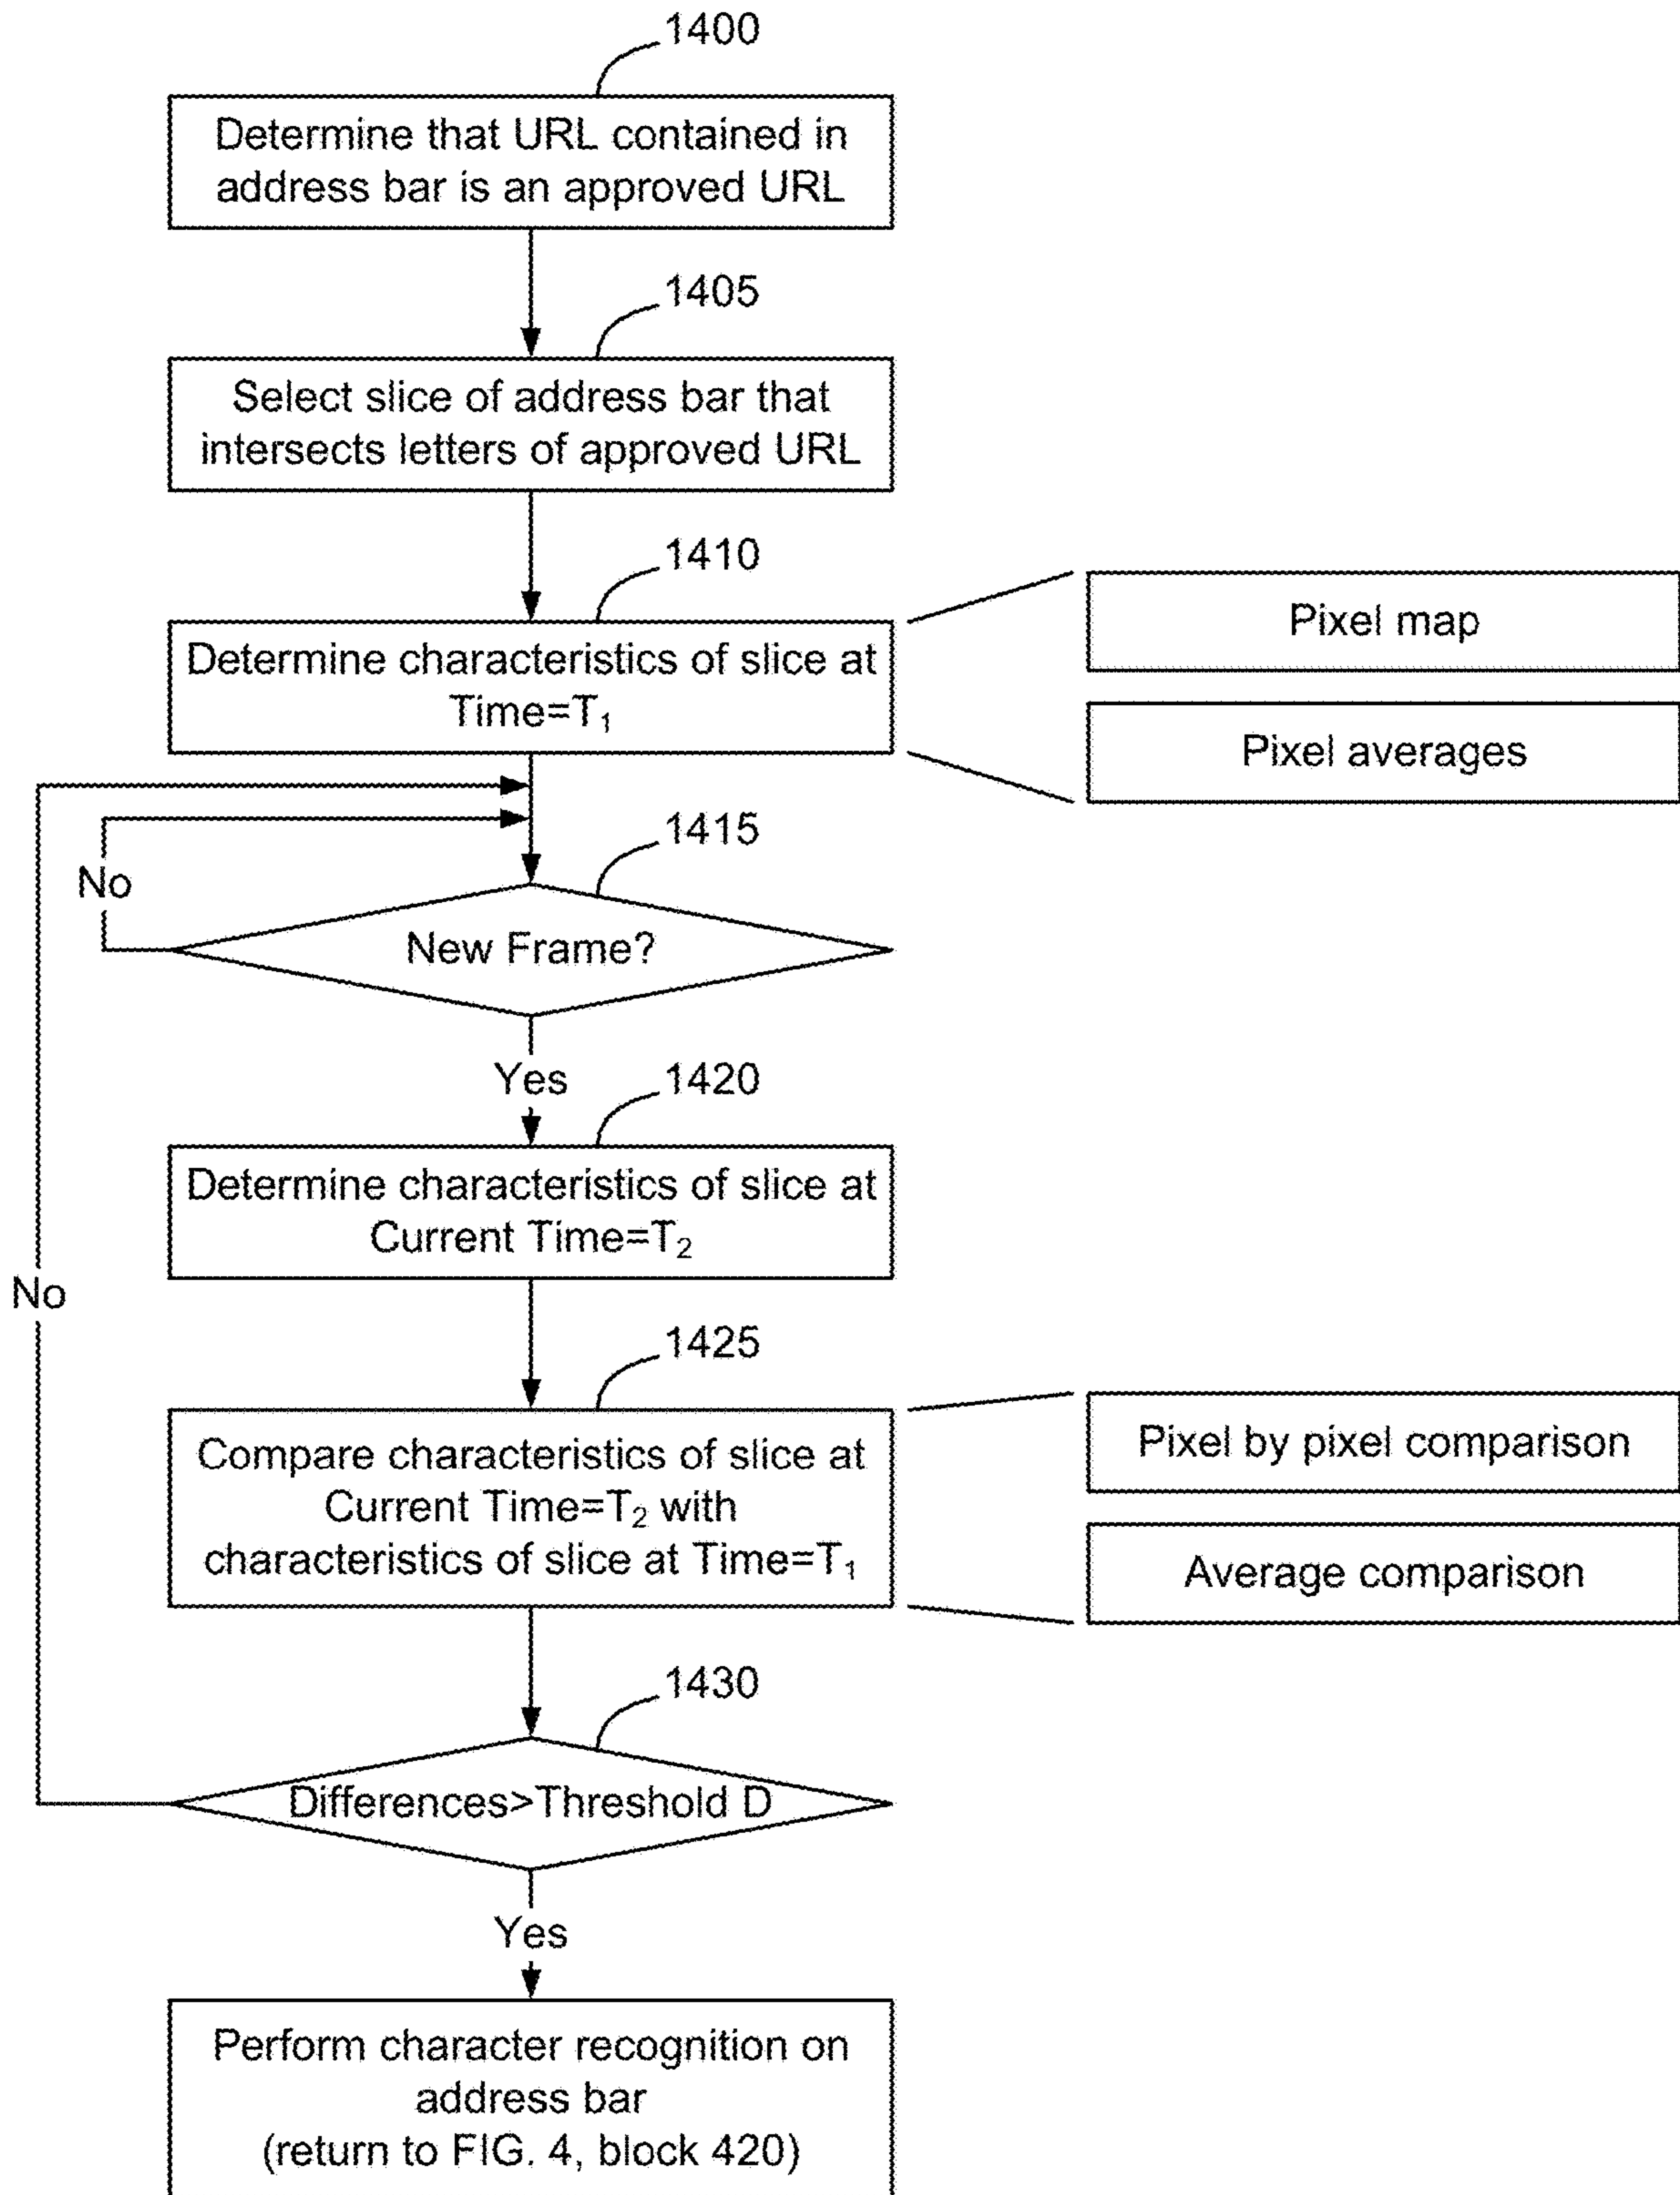 1400
Determine that URL contained in
address bar is an approved URL
1405
Select slice of address bar that
intersects letters of approved URL
1410
Determine characteristics of slice at
Time=T₁
Pixel map
Pixel averages
1415
No
New Frame?
Yes
1420
Determine characteristics of slice at
Current Time=T₂
No
1425
Compare characteristics of slice at
Current Time=T₂ with
characteristics of slice at Time=T₁
Pixel by pixel comparison
Average comparison
1430
Differences>Threshold D
Yes
Perform character recognition on
address bar
(return to FIG. 4, block 420)